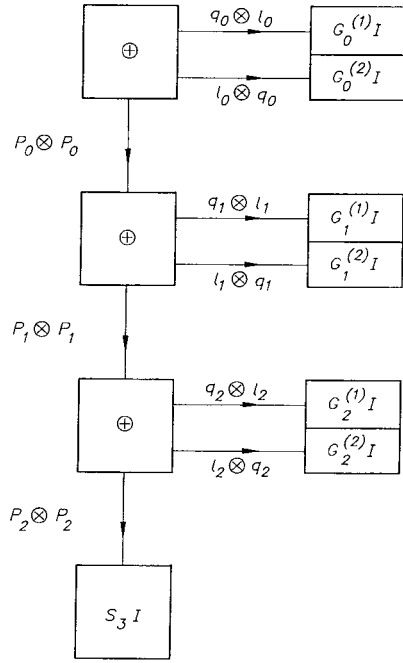 q₀ ⊗ l₀
G₀⁽¹⁾I
⊕
G₀⁽²⁾I
l₀ ⊗ q₀
P₀ ⊗ P₀
q₁ ⊗ l₁
G₁⁽¹⁾I
⊕
G₁⁽²⁾I
l₁ ⊗ q₁
P₁ ⊗ P₁
q₂ ⊗ l₂
G₂⁽¹⁾I
⊕
G₂⁽²⁾I
l₂ ⊗ q₂
P₂ ⊗ P₂
S₃ I